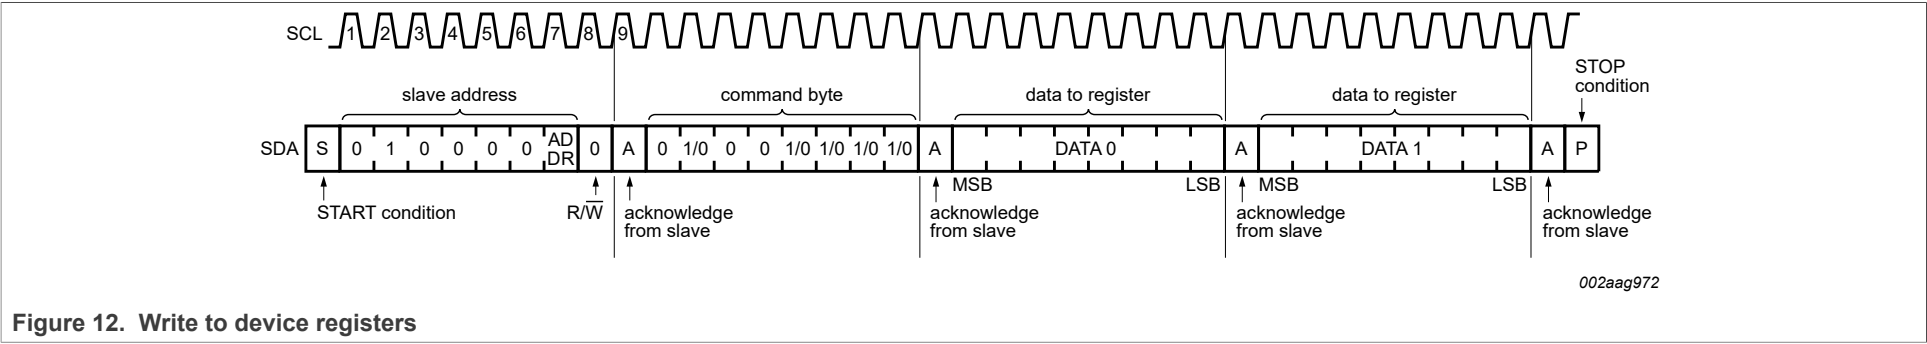 SCL 1 2 3 4 5 6 7 8 9
STOP
condition
slave address command byte data to register data to register
SDA S 0 1 0 0 0 0 AD DR 0 A 0 1/0 0 0 1/0 1/0 1/0 1/0 A DATA 0 A DATA 1 A P
MSB LSB MSB LSB
START condition R/W̅ acknowledge acknowledge acknowledge acknowledge
from slave from slave from slave from slave
002aag972
Figure 12. Write to device registers